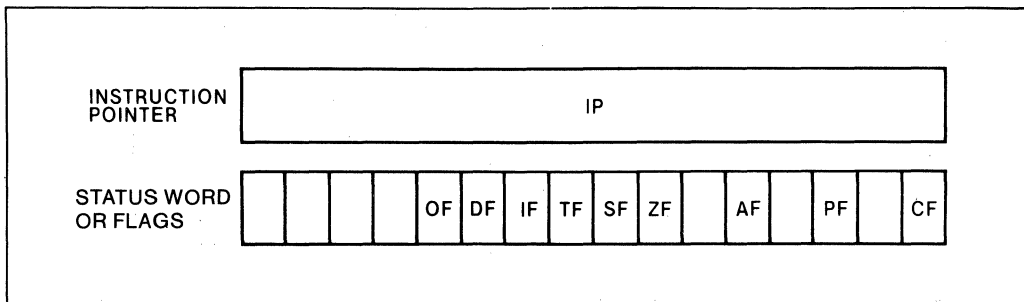 INSTRUCTION
POINTER
IP
STATUS WORD
OR FLAGS
OF DF IF TF SF ZF AF PF CF